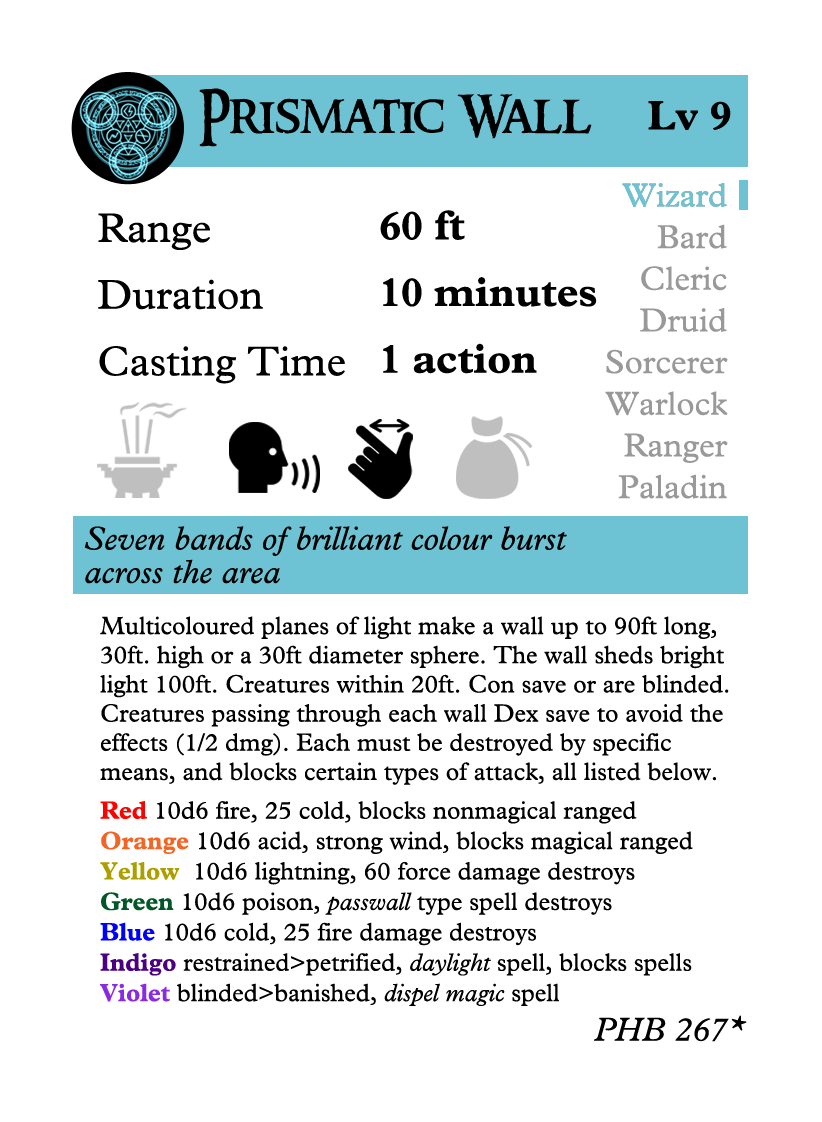 Prismatic Wall Lv 9
Range 60 ft
Duration 10 minutes
Casting Time 1 action
Wizard
Bard
Cleric
Druid
Sorcerer
Warlock
Ranger
Paladin
Seven bands of brilliant colour burst
across the area
Multicoloured planes of light make a wall up to 90ft long,
30ft. high or a 30ft diameter sphere. The wall sheds bright
light 100ft. Creatures within 20ft. Con save or are blinded.
Creatures passing through each wall Dex save to avoid the
effects (1/2 dmg). Each must be destroyed by specific
means, and blocks certain types of attack, all listed below.
Red 10d6 fire, 25 cold, blocks nonmagical ranged
Orange 10d6 acid, strong wind, blocks magical ranged
Yellow 10d6 lightning, 60 force damage destroys
Green 10d6 poison, passwall type spell destroys
Blue 10d6 cold, 25 fire damage destroys
Indigo restrained>petrified, daylight spell, blocks spells
Violet blinded>banished, dispel magic spell
PHB 267*